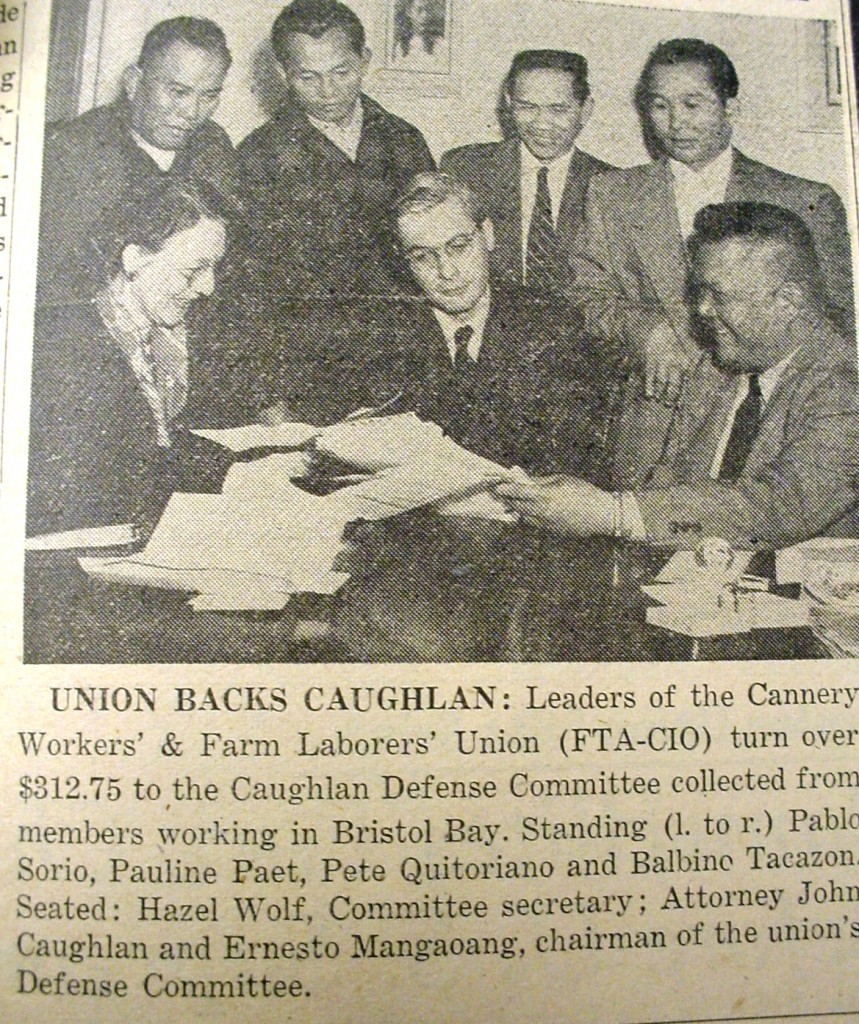 de
n
g
UNION BACKS CAUGHLAN: Leaders of the Cannery
Workers' & Farm Laborers' Union (FTA-CIO) turn over
$312.75 to the Caughlan Defense Committee collected from
members working in Bristol Bay. Standing (l. to r.) Pablo
Sorio, Pauline Paet, Pete Quitoriano and Balbino Tacazon.
Seated: Hazel Wolf, Committee secretary; Attorney John
Caughlan and Ernesto Mangaoang, chairman of the union's
Defense Committee.